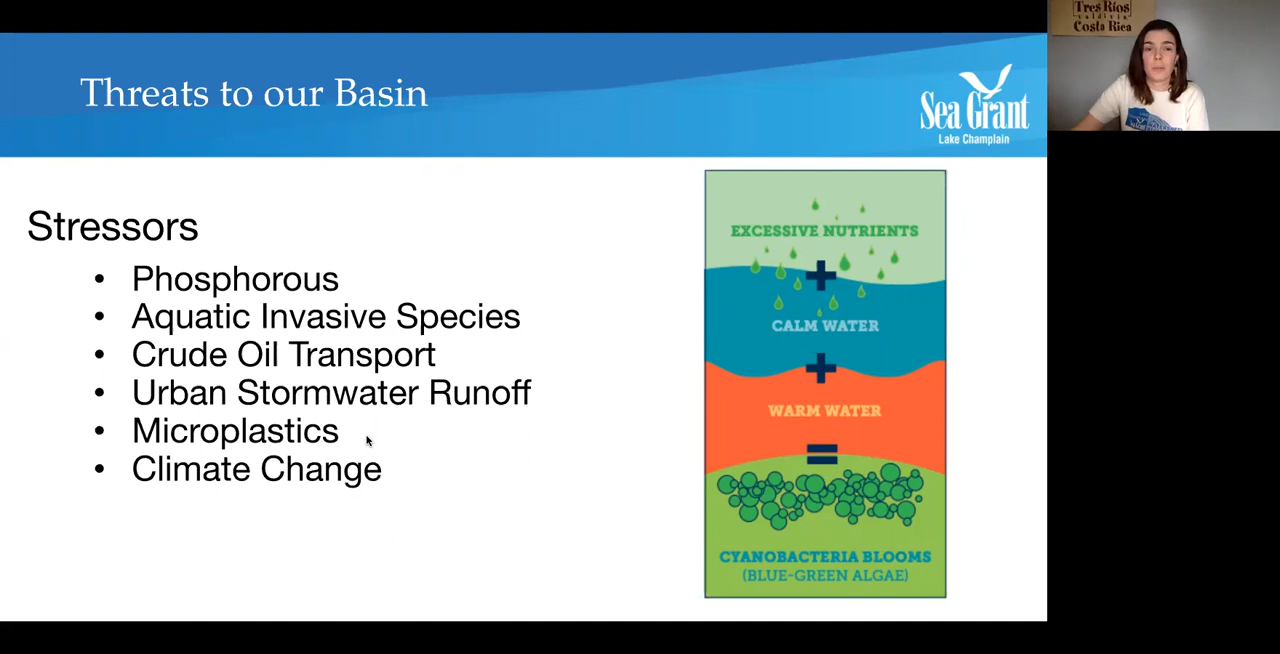 Threats to our Basin
Sea Grant
Lake Champlain
Stressors
• Phosphorous
• Aquatic Invasive Species
• Crude Oil Transport
• Urban Stormwater Runoff
• Microplastics
• Climate Change
EXCESSIVE NUTRIENTS
+
CALM WATER
+
WARM WATER
=
CYANOBACTERIA BLOOMS
(BLUE-GREEN ALGAE)
Tres Ríos
Costa Rica